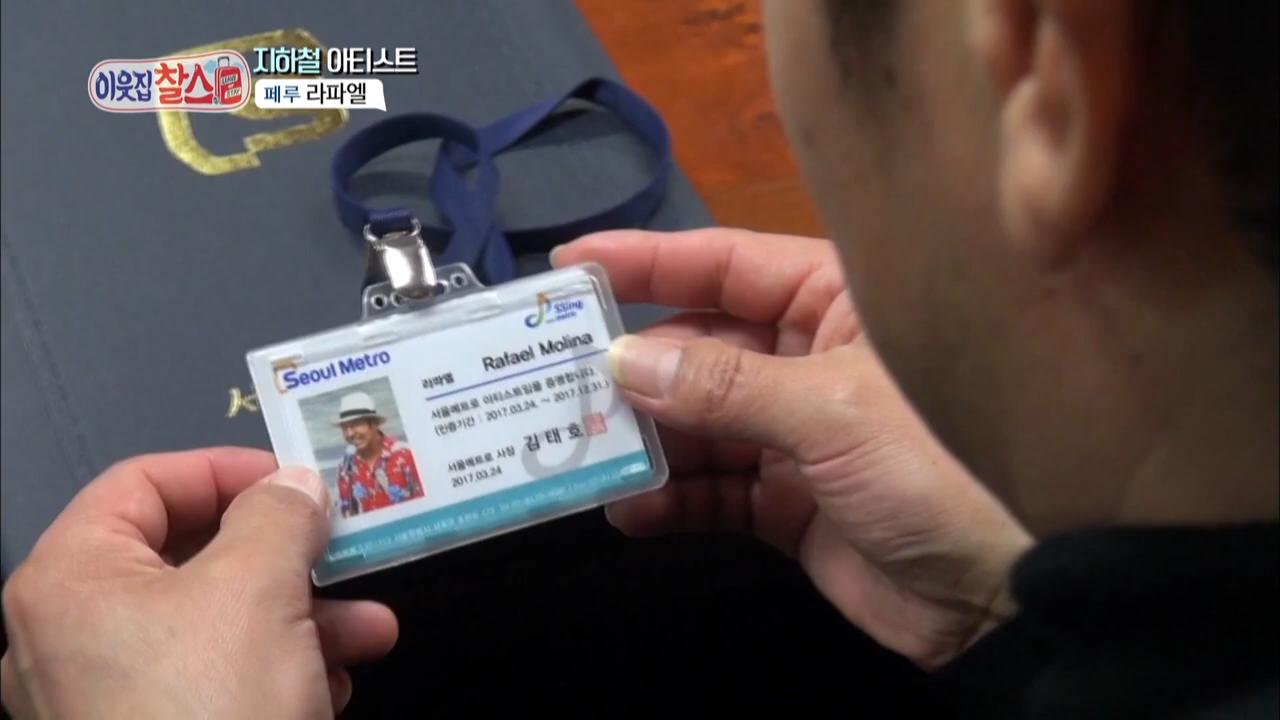 이웃집 찰스
지하철 아티스트
페루 라파엘
Seoul Metro
Rafael Molina
라파엘
서울메트로 아티스트임을 증명합니다.
(인증기간 : 2017.03.24. ~ 2017.12.31.)
서울메트로 사장 김태호
2017.03.24